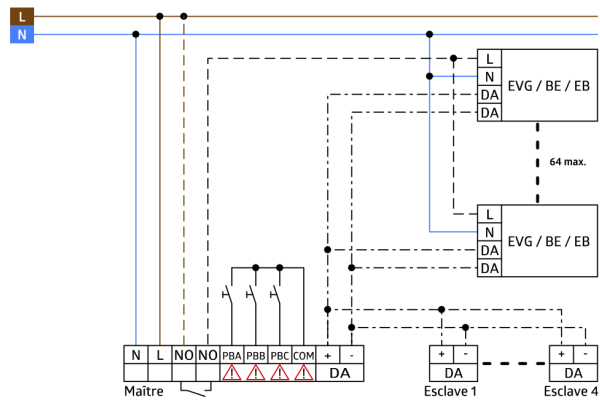 L
N
L
N
DA
DA
EVG / BE / EB
64 max.
L
N
DA
DA
EVG / BE / EB
N L NO NO PBA PBB PBC COM + -
DA
+ -
DA
+ -
DA
Maître
Esclave 1
Esclave 4